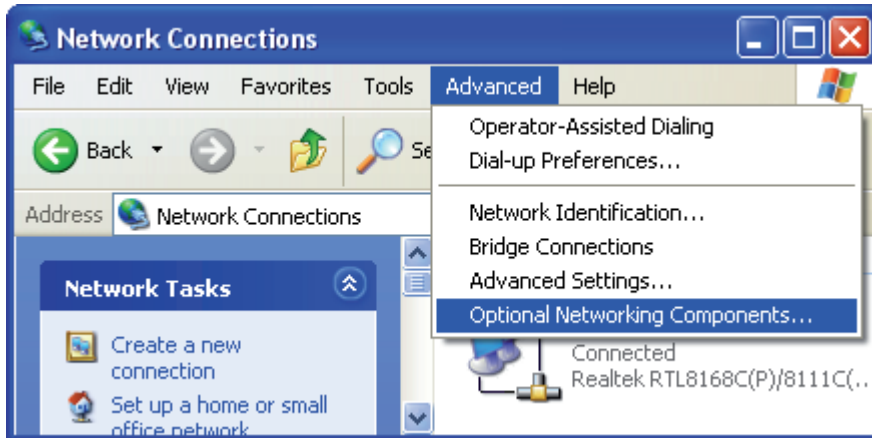 Network Connections
File Edit View Favorites Tools Advanced Help
Operator-Assisted Dialing
Back
Dial-up Preferences...
Address Network Connections
Network Identification...
Bridge Connections
Advanced Settings...
Optional Networking Components...
Network Tasks
Create a new
connection
Set up a home or small
office network
Connected
Realtek RTL8168C(P)/8111C(..